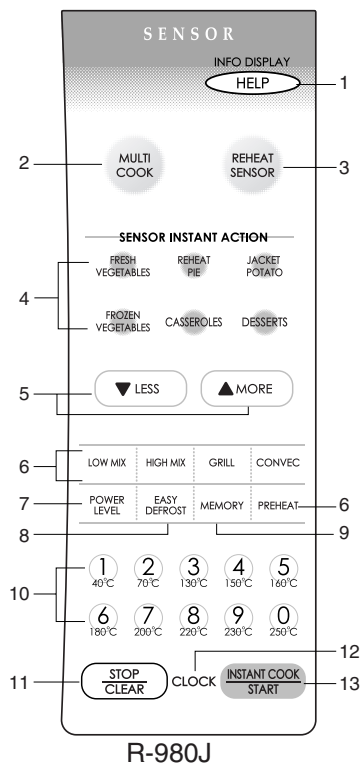 SENSOR
INFO DISPLAY
HELP
1
2
MULTI
COOK
REHEAT
SENSOR
3
SENSOR INSTANT ACTION
4
FRESH
VEGETABLES
REHEAT
PIE
JACKET
POTATO
FROZEN
VEGETABLES
CASSEROLES
DESSERTS
5
▼ LESS
▲ MORE
6
LOW MIX
HIGH MIX
GRILL
CONVEC
7
POWER
LEVEL
EASY
DEFROST
MEMORY
PREHEAT
6
8
9
10
1
40°C
2
70°C
3
130°C
4
150°C
5
160°C
6
180°C
7
200°C
8
220°C
9
230°C
0
250°C
12
11
STOP
CLEAR
CLOCK
INSTANT COOK
START
13
R-980J